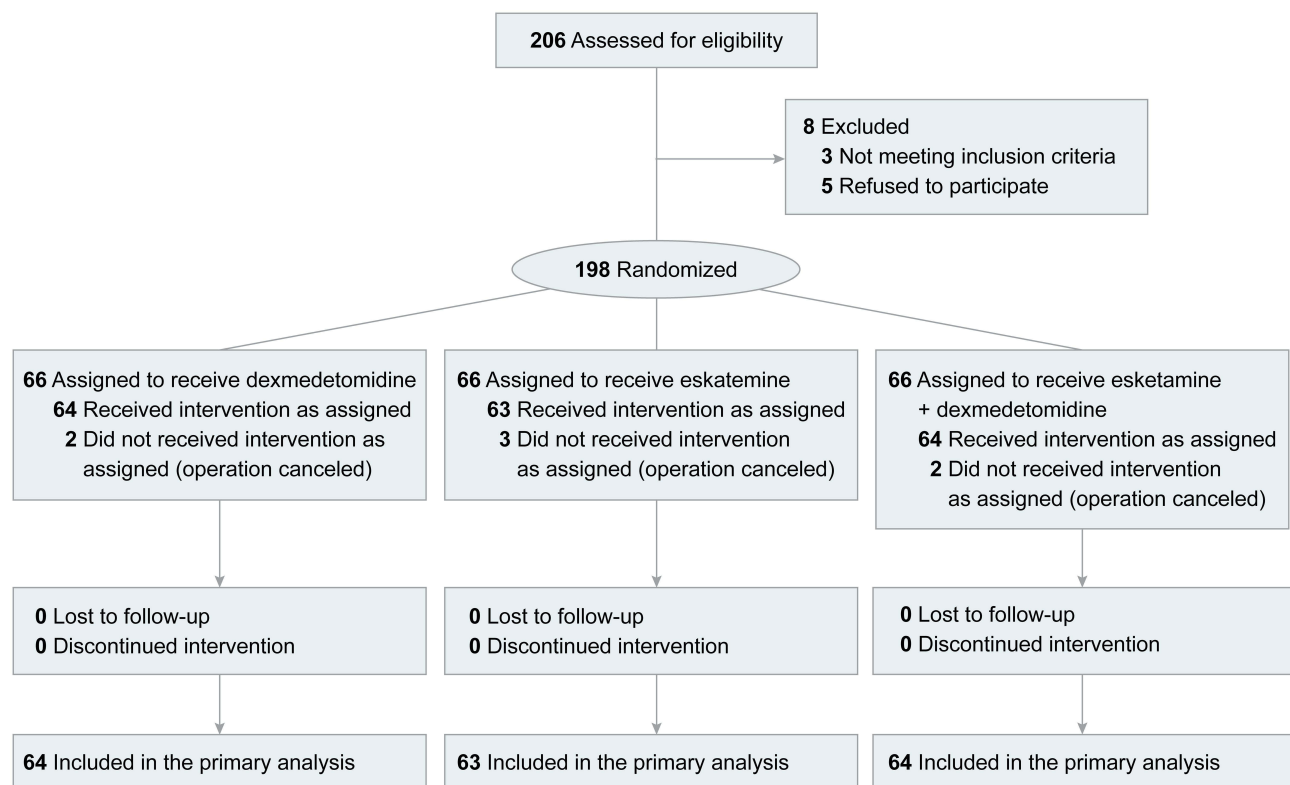 206 Assessed for eligibility
8 Excluded
3 Not meeting inclusion criteria
5 Refused to participate
198 Randomized
66 Assigned to receive dexmedetomidine
64 Received intervention as assigned
2 Did not received intervention as
assigned (operation canceled)
66 Assigned to receive eskatemine
63 Received intervention as assigned
3 Did not received intervention
as assigned (operation canceled)
66 Assigned to receive esketamine
+ dexmedetomidine
64 Received intervention as assigned
2 Did not received intervention
as assigned (operation canceled)
0 Lost to follow-up
0 Discontinued intervention
0 Lost to follow-up
0 Discontinued intervention
0 Lost to follow-up
0 Discontinued intervention
64 Included in the primary analysis
63 Included in the primary analysis
64 Included in the primary analysis